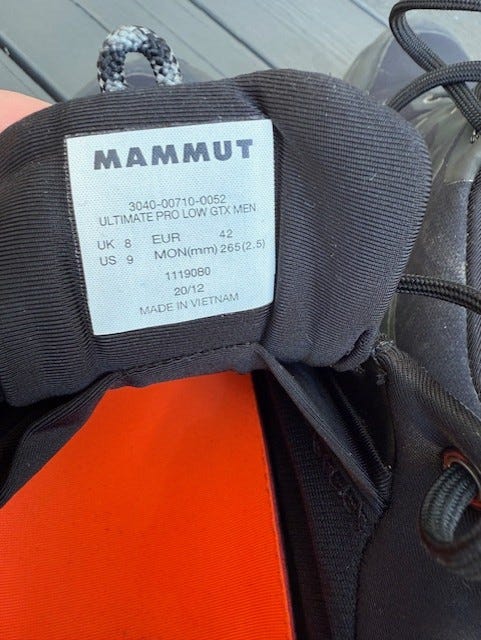 MAMMUT
3040-00710-0052
ULTIMATE PRO LOW GTX MEN
UK 8 EUR 42
US 9 MON(mm) 265(2.5)
1119080
20/12
MADE IN VIETNAM